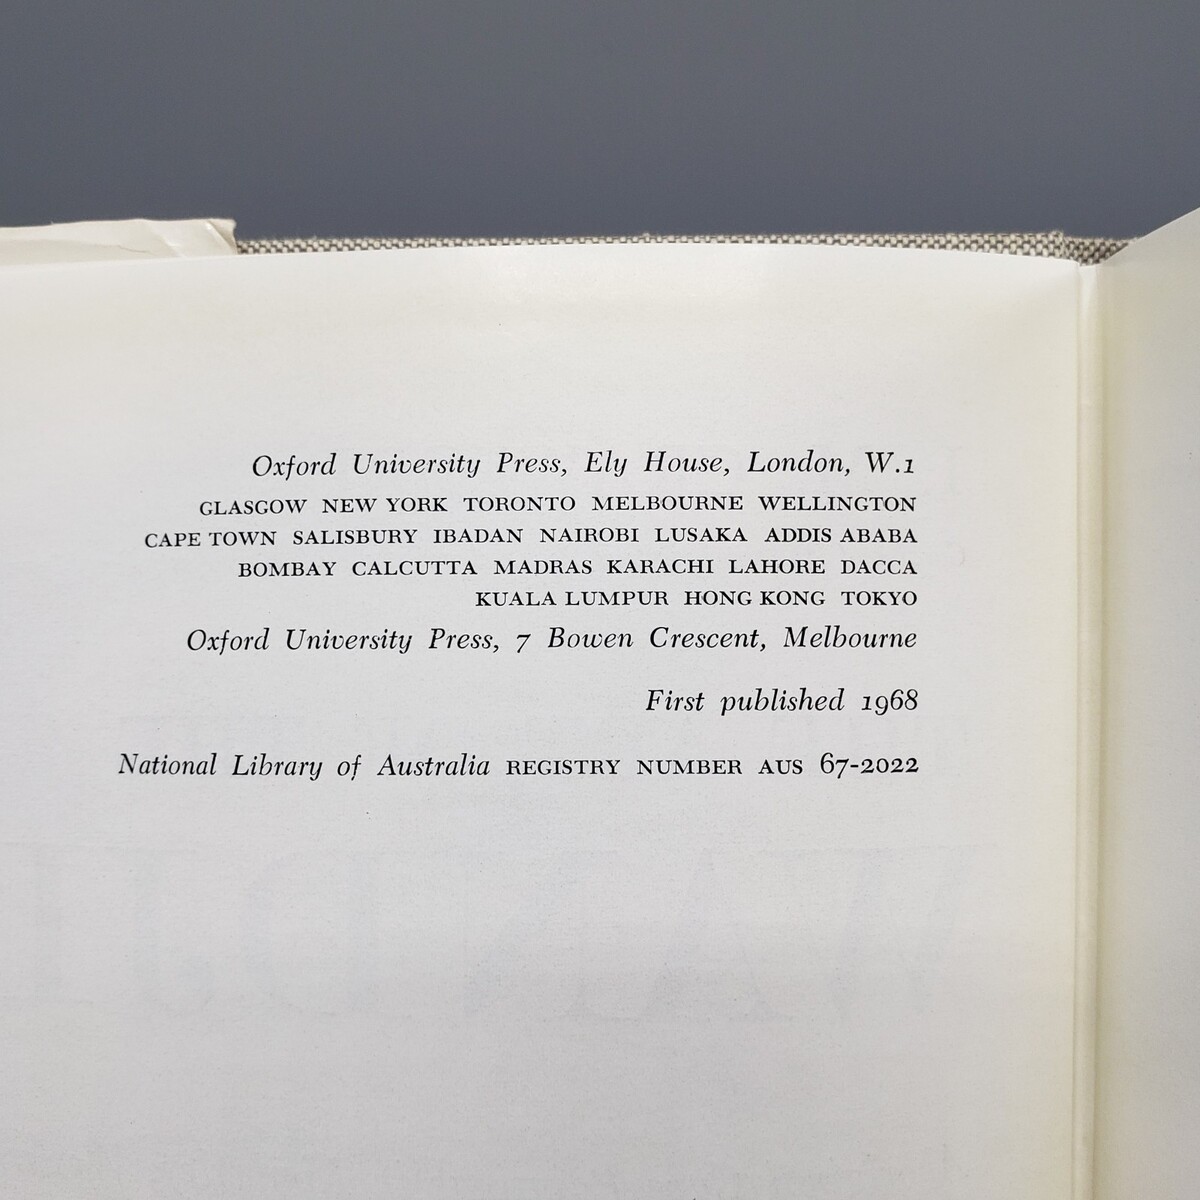 Oxford University Press, Ely House, London, W.1
GLASGOW NEW YORK TORONTO MELBOURNE WELLINGTON
CAPE TOWN SALISBURY IBADAN NAIROBI LUSAKA ADDIS ABABA
BOMBAY CALCUTTA MADRAS KARACHI LAHORE DACCA
KUALA LUMPUR HONG KONG TOKYO
Oxford University Press, 7 Bowen Crescent, Melbourne
First published 1968
National Library of Australia REGISTRY NUMBER AUS 67-2022